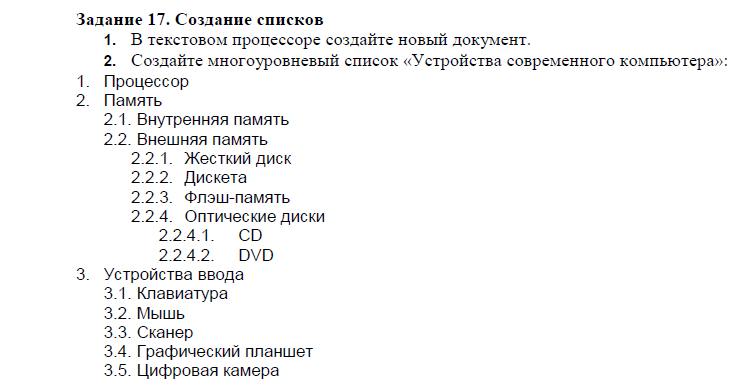 Задание 17. Создание списков
1. В текстовом процессоре создайте новый документ.
2. Создайте многоуровневый список «Устройства современного компьютера»:
1. Процессор
2. Память
2.1. Внутренняя память
2.2. Внешняя память
2.2.1. Жесткий диск
2.2.2. Дискета
2.2.3. Флэш-память
2.2.4. Оптические диски
2.2.4.1. CD
2.2.4.2. DVD
3. Устройства ввода
3.1. Клавиатура
3.2. Мышь
3.3. Сканер
3.4. Графический планшет
3.5. Цифровая камера